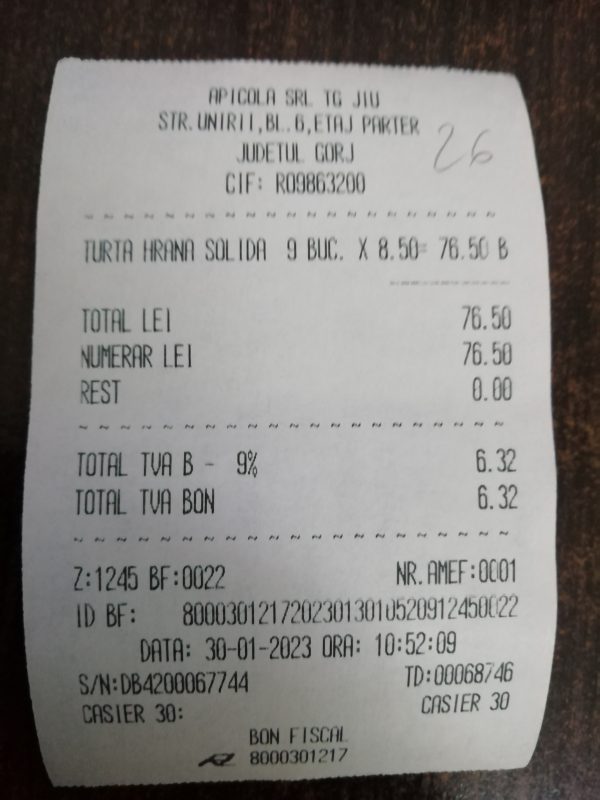 APICOLA SRL TG JIU
STR.UNIRII,BL.6,ETAJ PARTER
26
JUDETUL GORJ
CIF: RO9863200
TURTA HRANA SOLIDA 9 BUC. X 8.50= 76.50 B
TOTAL LEI 76.50
NUMERAR LEI 76.50
REST 0.00
TOTAL TVA B - 9% 6.32
TOTAL TVA BON 6.32
Z:1245 BF:0022 NR.AMEF:0001
ID BF: 80003012172023013010520912450022
DATA: 30-01-2023 ORA: 10:52:09
S/N:DB4200067744 TD:00068746
CASIER 30: CASIER 30
BON FISCAL
8000301217